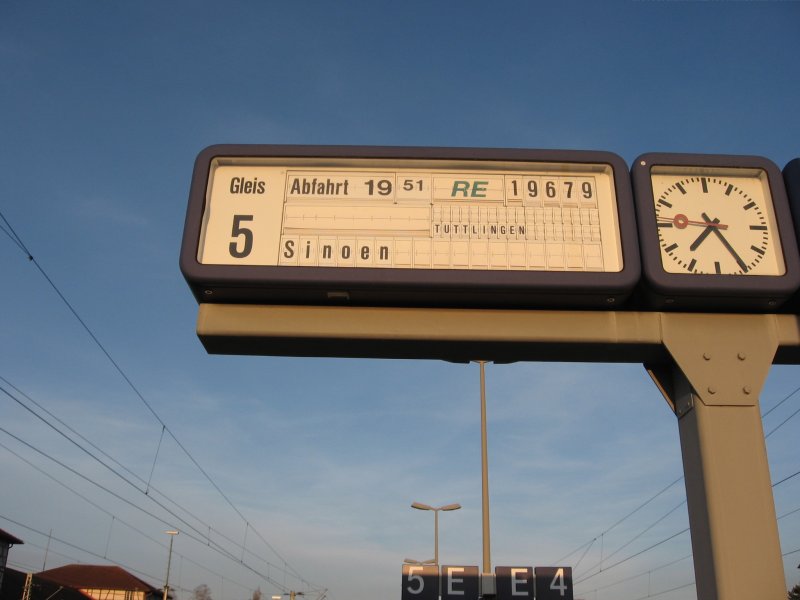 Gleis Abfahrt 19 51 RE 19679
5 TUTTLINGEN
Sinoen
5 E E 4